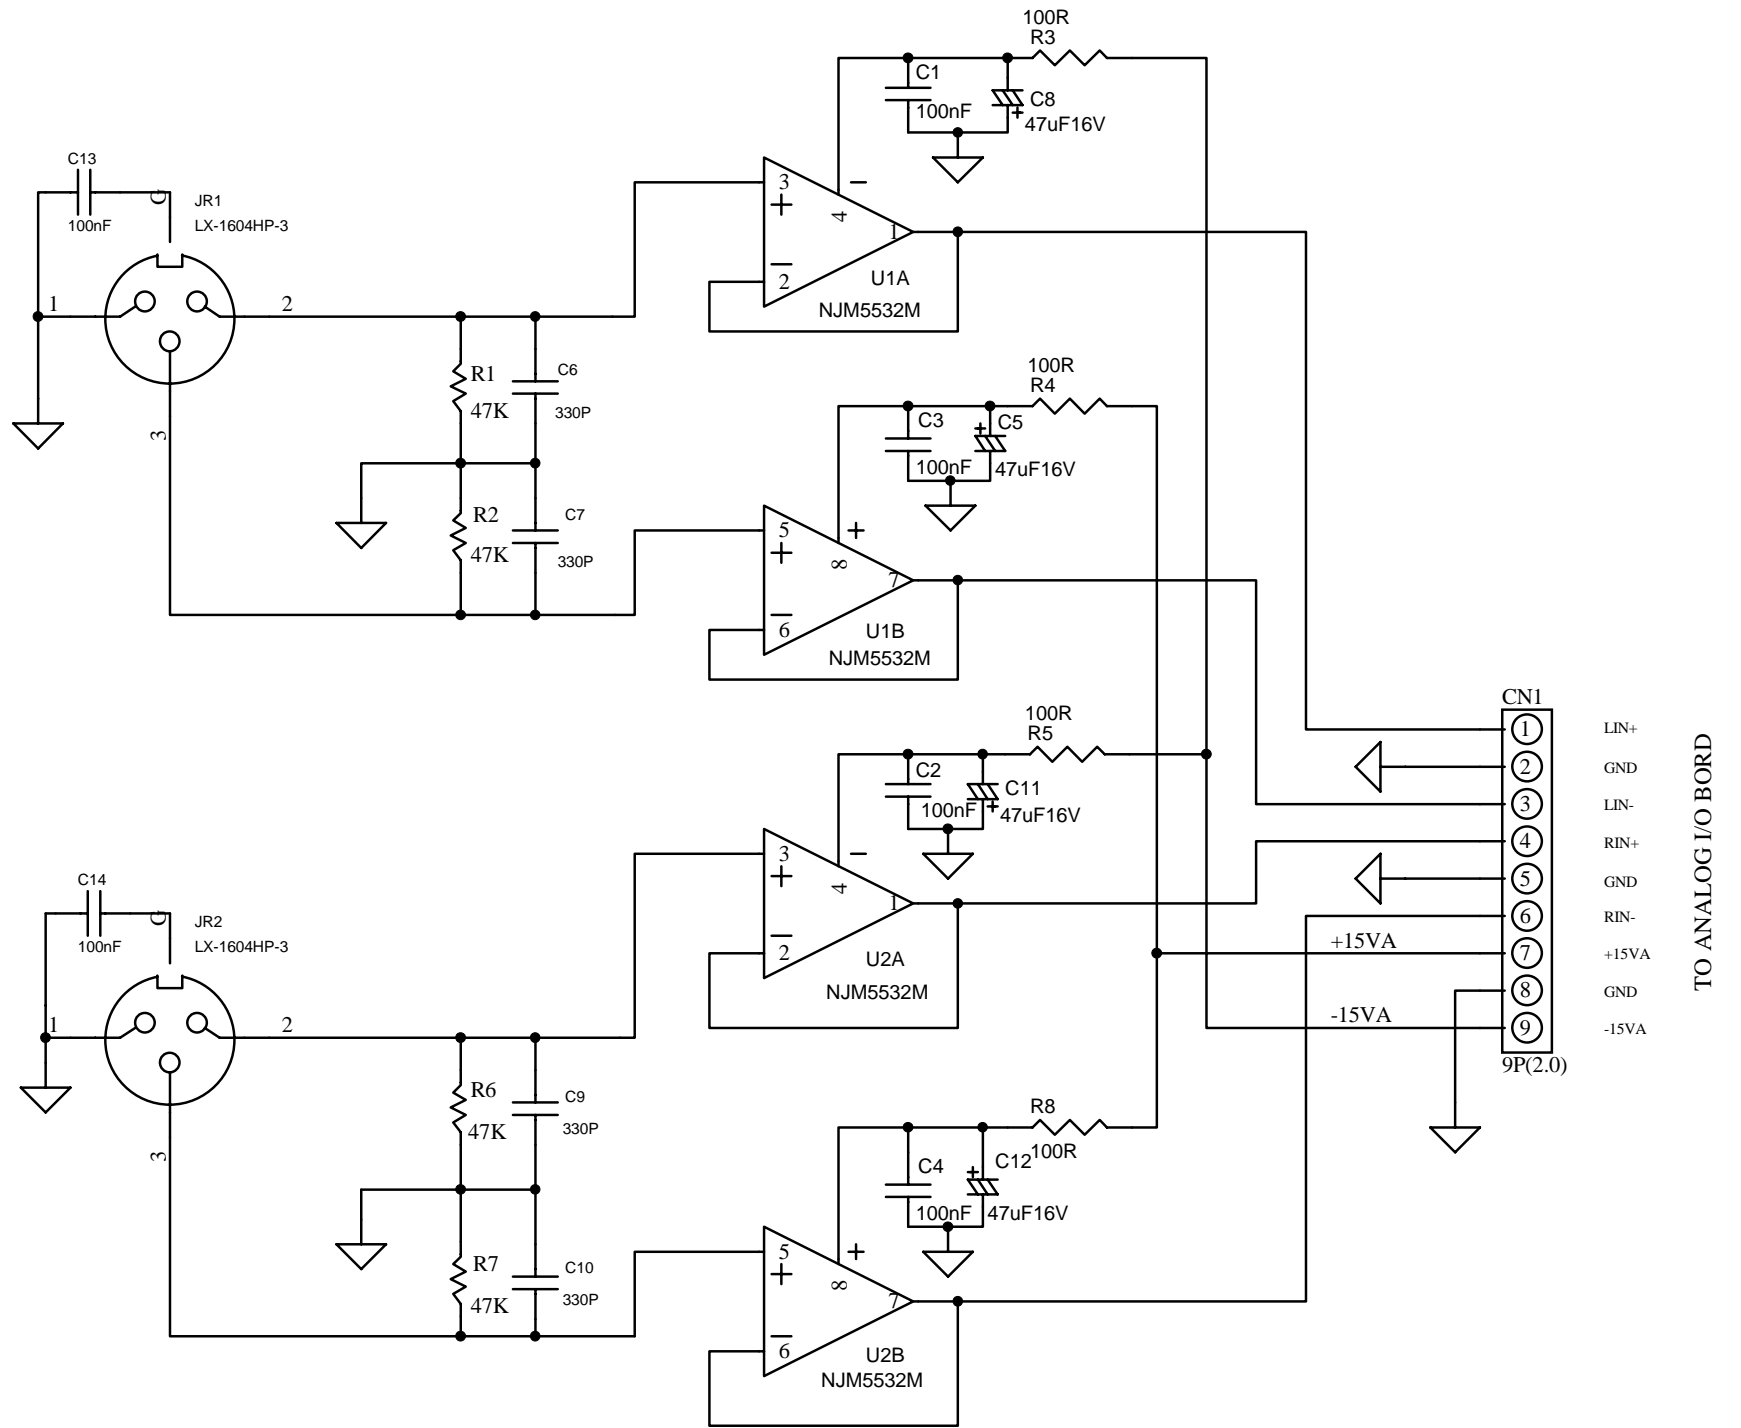 100R
R3
C1
100nF
C8
+
47uF16V
C13
100nF
G
JR1
LX-1604HP-3
1
2
3
3
+
−
4
−
2
1
U1A
NJM5532M
R1
47K
C6
330P
R2
47K
C7
330P
100R
R4
C3
100nF
+
C5
47uF16V
5
+
+
8
−
6
7
U1B
NJM5532M
100R
R5
C2
100nF
C11
+
47uF16V
C14
100nF
G
JR2
LX-1604HP-3
1
2
3
3
+
−
4
−
2
1
U2A
NJM5532M
R6
47K
C9
330P
R7
47K
C10
330P
R8
100R
C4
100nF
+
C12
47uF16V
5
+
+
8
−
6
7
U2B
NJM5532M
CN1
1 LIN+
2 GND
3 LIN-
4 RIN+
5 GND
6 RIN-
+15VA 7 +15VA
8 GND
-15VA 9 -15VA
9P(2.0)
TO ANALOG I/O BORD